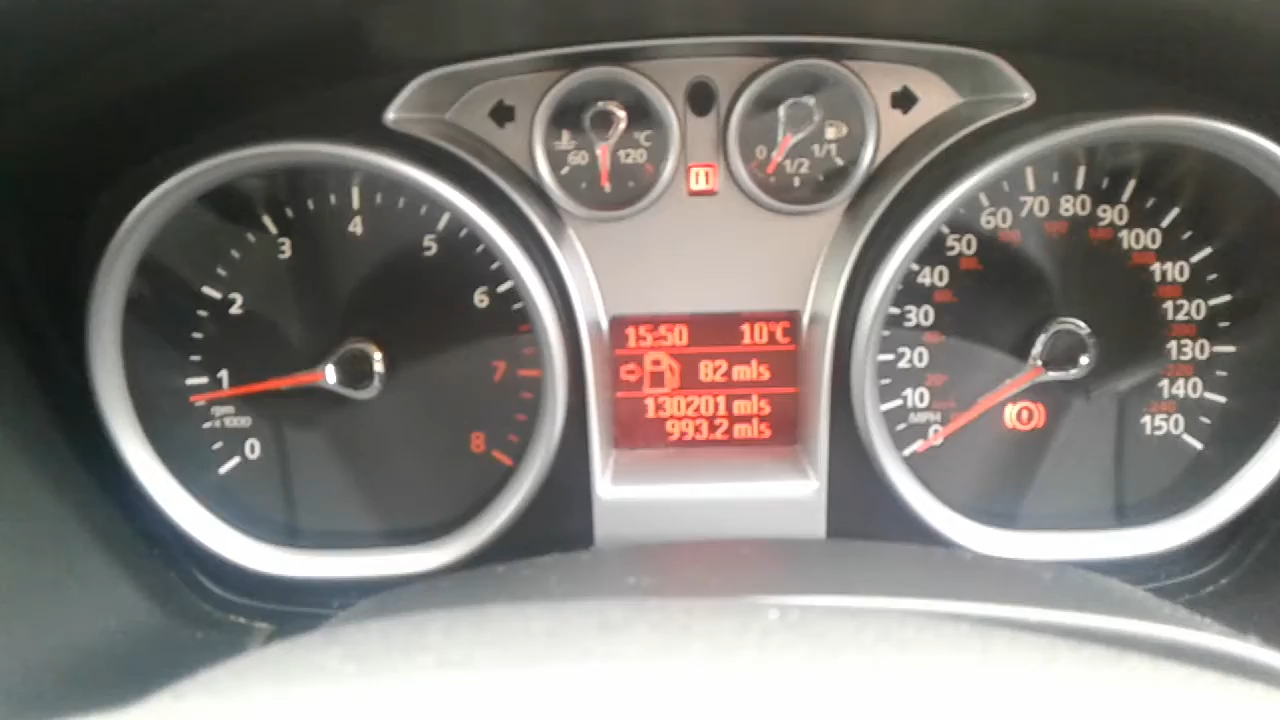 60 °C 120
0 1/2 1/1
0 1 2 3 4 5 6 7 8
rpm
x1000
15:50 10°C
82 mls
130201 mls
993.2 mls
0 10 20 30 40 50 60 70 80 90 100 110 120 130 140 150
MPH